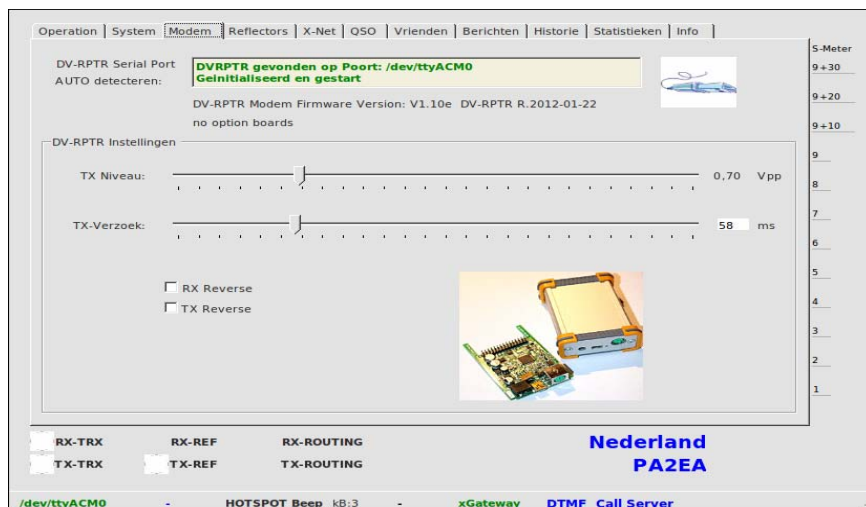 Operation System Modem Reflectors X-Net QSO Vrienden Berichten Historie Statistieken Info
S-Meter
DV-RPTR Serial Port
AUTO detecteren:
DVRPTR gevonden op Poort: /dev/ttyACM0
Geinitialiseerd en gestart
DV-RPTR Modem Firmware Version: V1.10e DV-RPTR R.2012-01-22
no option boards
DV-RPTR Instellingen
TX Niveau: 0,70 Vpp
TX-Verzoek: 58 ms
RX Reverse
TX Reverse
9+30
9+20
9+10
9
8
7
6
5
4
3
2
1
RX-TRX RX-REF RX-ROUTING
TX-TRX TX-REF TX-ROUTING
Nederland
PA2EA
/dev/ttyACM0 - HOTSPOT Beep kB:3 - xGateway DTMF Call Server